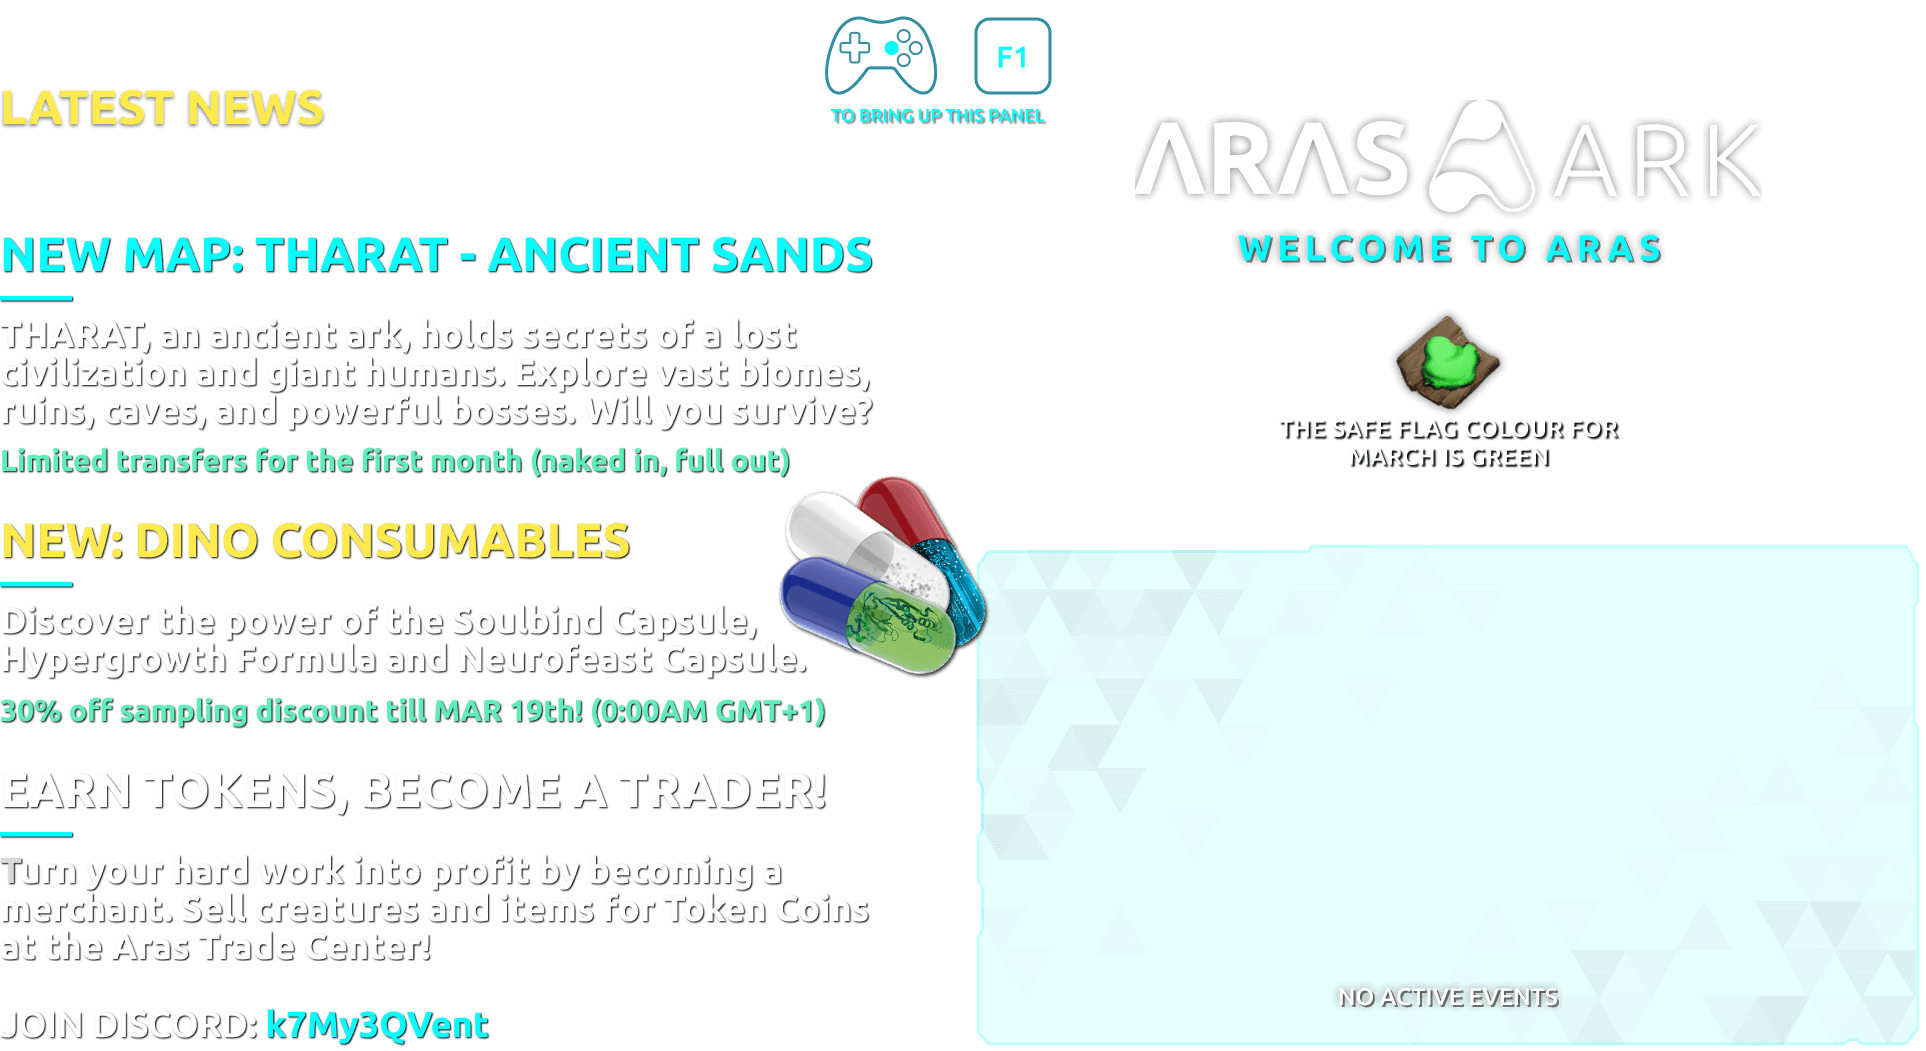 F1
TO BRING UP THIS PANEL
LATEST NEWS
NEW MAP: THARAT - ANCIENT SANDS
THARAT, an ancient ark, holds secrets of a lost
civilization and giant humans. Explore vast biomes,
ruins, caves, and powerful bosses. Will you survive?
Limited transfers for the first month (naked in, full out)
NEW: DINO CONSUMABLES
Discover the power of the Soulbind Capsule,
Hypergrowth Formula and Neurofeast Capsule.
30% off sampling discount till MAR 19th! (0:00AM GMT+1)
EARN TOKENS, BECOME A TRADER!
Turn your hard work into profit by becoming a
merchant. Sell creatures and items for Token Coins
at the Aras Trade Center!
JOIN DISCORD: k7My3QVent
ARAS ARK
WELCOME TO ARAS
THE SAFE FLAG COLOUR FOR
MARCH IS GREEN
NO ACTIVE EVENTS